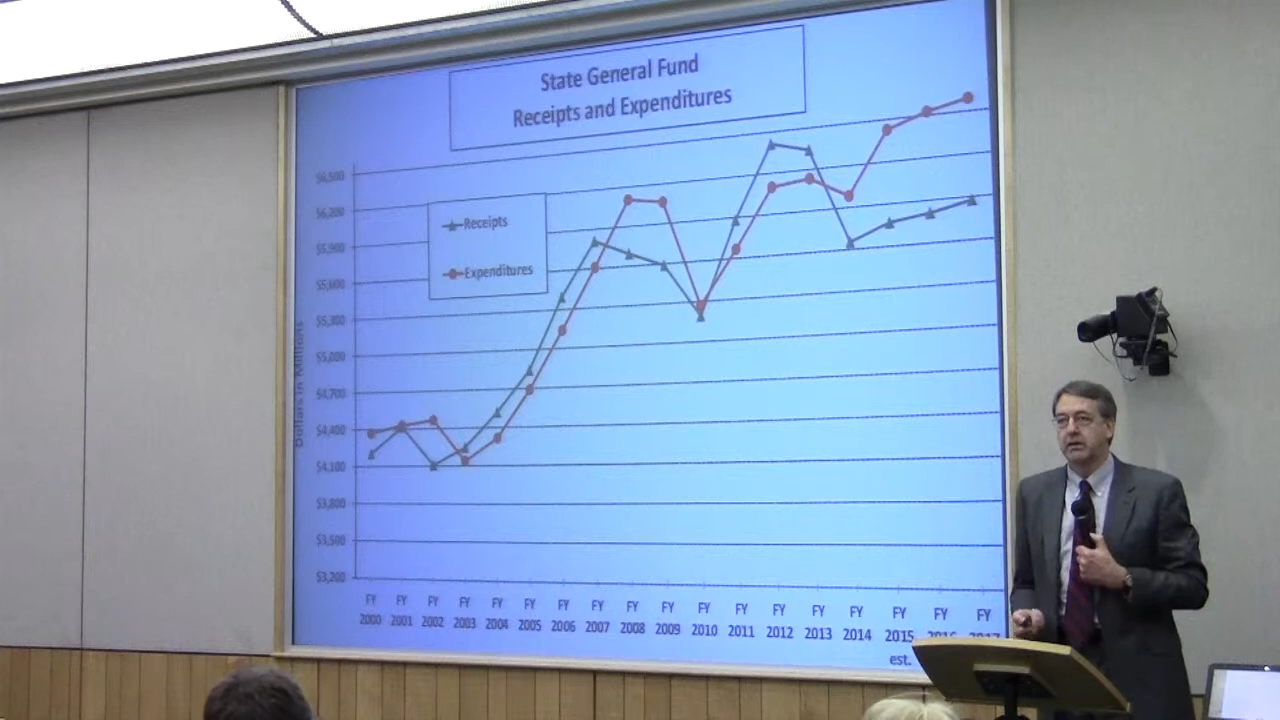 State General Fund
Receipts and Expenditures
$6,500
$6,200
$5,900
$5,600
$5,300
$5,000
$4,700
$4,400
$4,100
$3,800
$3,500
$3,200
Dollars in Millions
Receipts
Expenditures
FY FY FY FY FY FY FY FY FY FY FY FY FY FY FY FY FY FY
2000 2001 2002 2003 2004 2005 2006 2007 2008 2009 2010 2011 2012 2013 2014 2015 2016 2017
est.